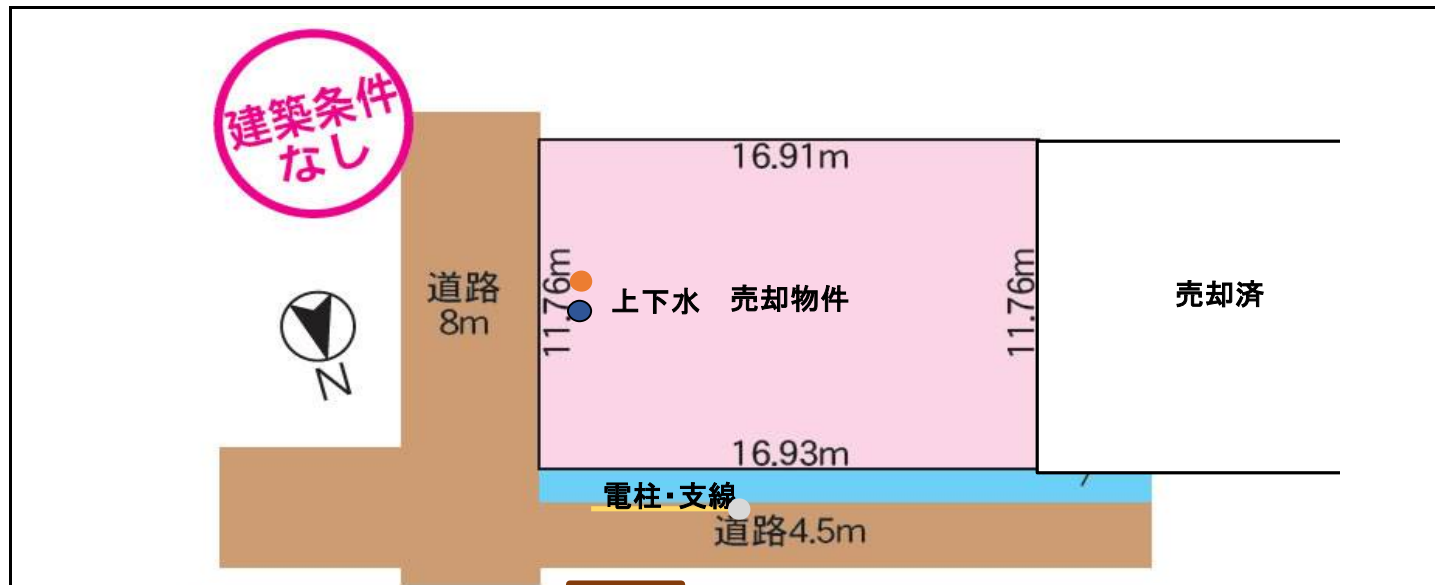 建築条件
なし
16.91m
道路
8m
11.76m
上下水
売却物件
11.76m
売却済
N
16.93m
電柱・支線
道路4.5m